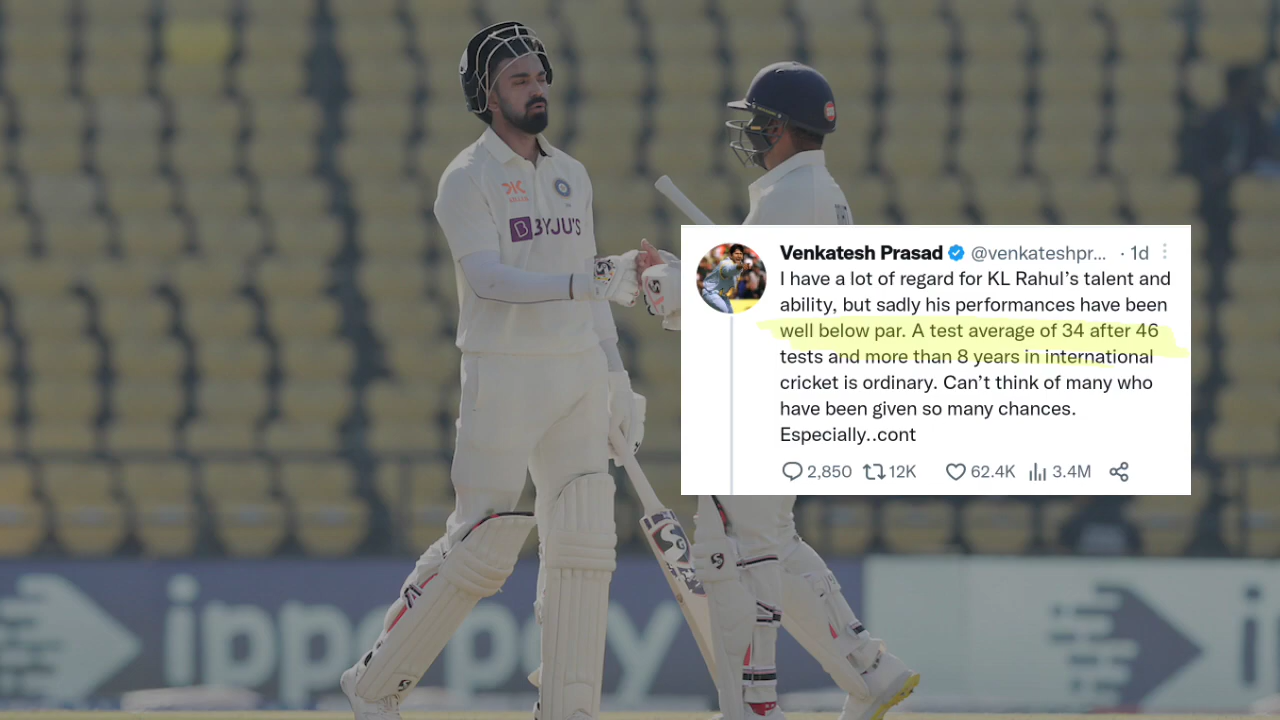 BYJU'S
Venkatesh Prasad @venkateshpr... · 1d
I have a lot of regard for KL Rahul's talent and
ability, but sadly his performances have been
well below par. A test average of 34 after 46
tests and more than 8 years in international
cricket is ordinary. Can't think of many who
have been given so many chances.
Especially..cont
2,850 12K 62.4K 3.4M
ippopay